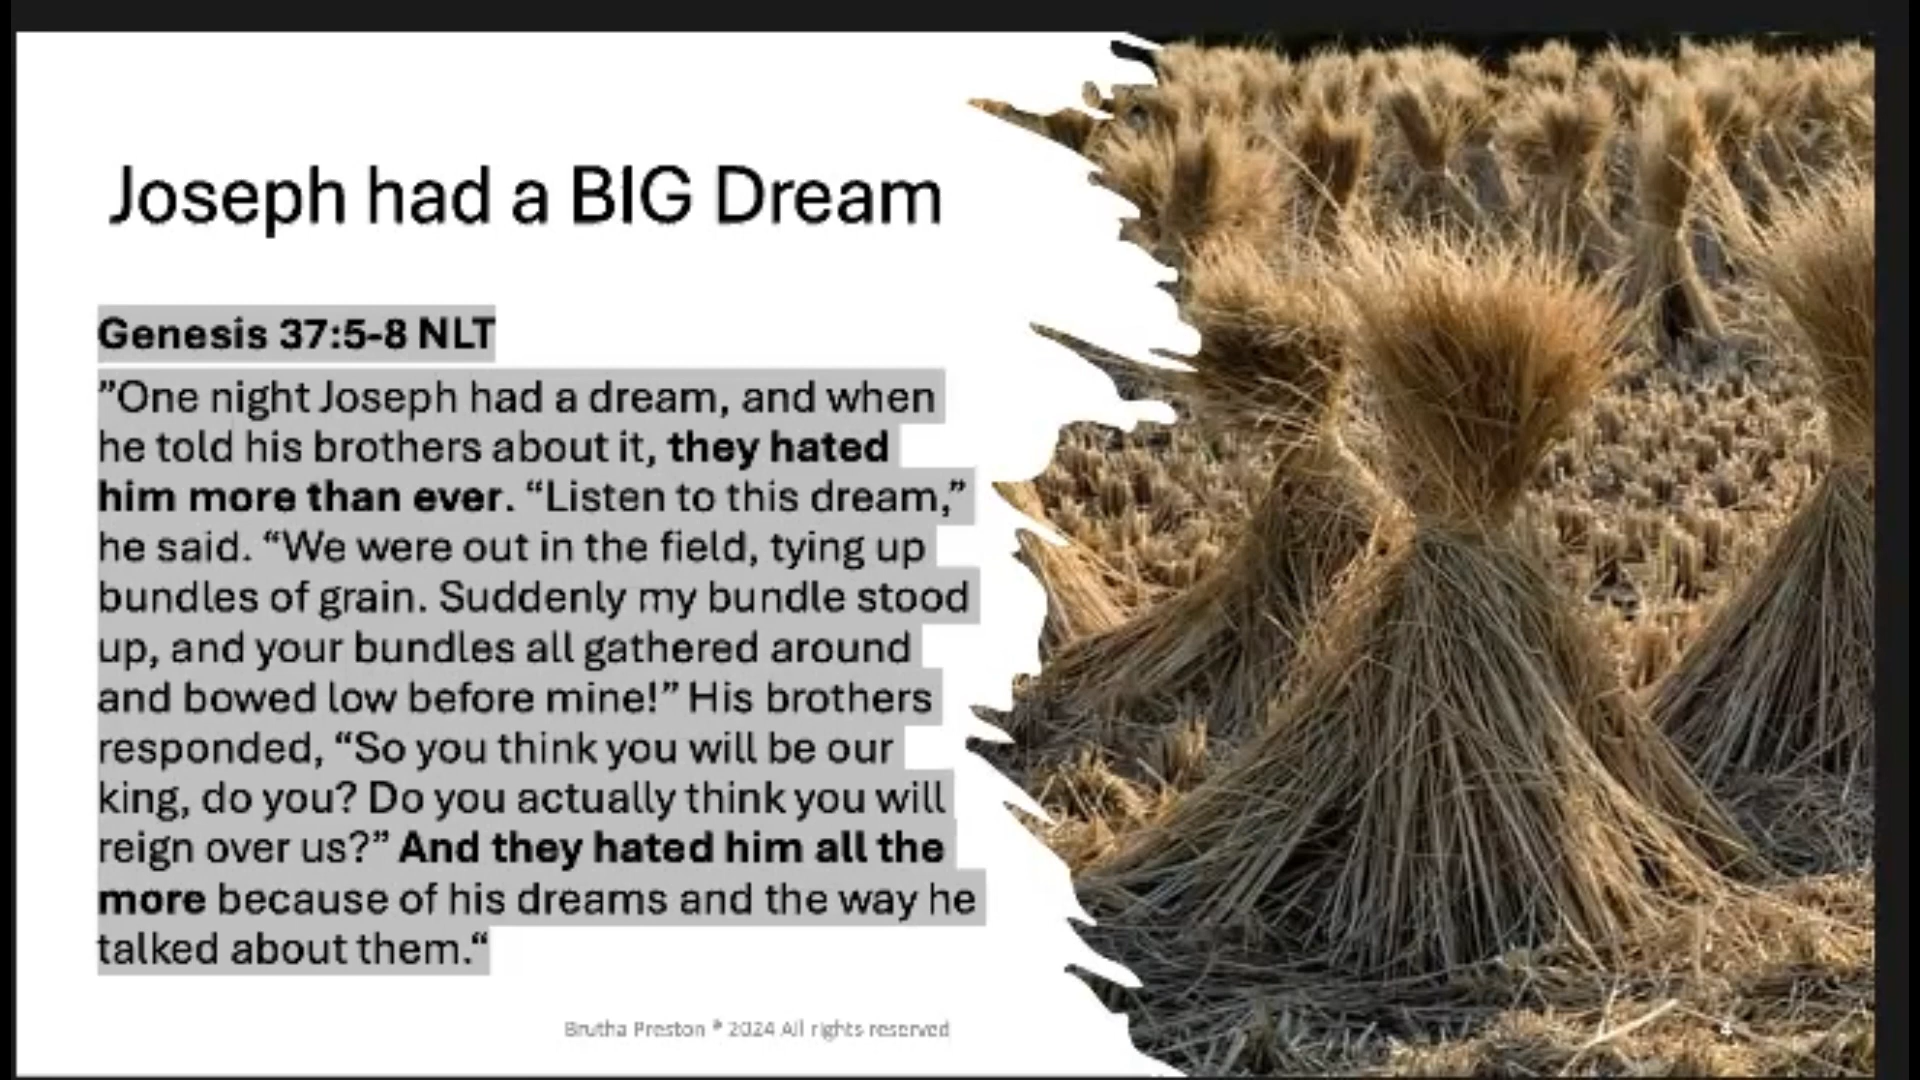 Joseph had a BIG Dream
Genesis 37:5-8 NLT
”One night Joseph had a dream, and when
he told his brothers about it, they hated
him more than ever. “Listen to this dream,”
he said. “We were out in the field, tying up
bundles of grain. Suddenly my bundle stood
up, and your bundles all gathered around
and bowed low before mine!” His brothers
responded, “So you think you will be our
king, do you? Do you actually think you will
reign over us?” And they hated him all the
more because of his dreams and the way he
talked about them.“
Brutha Preston ® 2024 All rights reserved